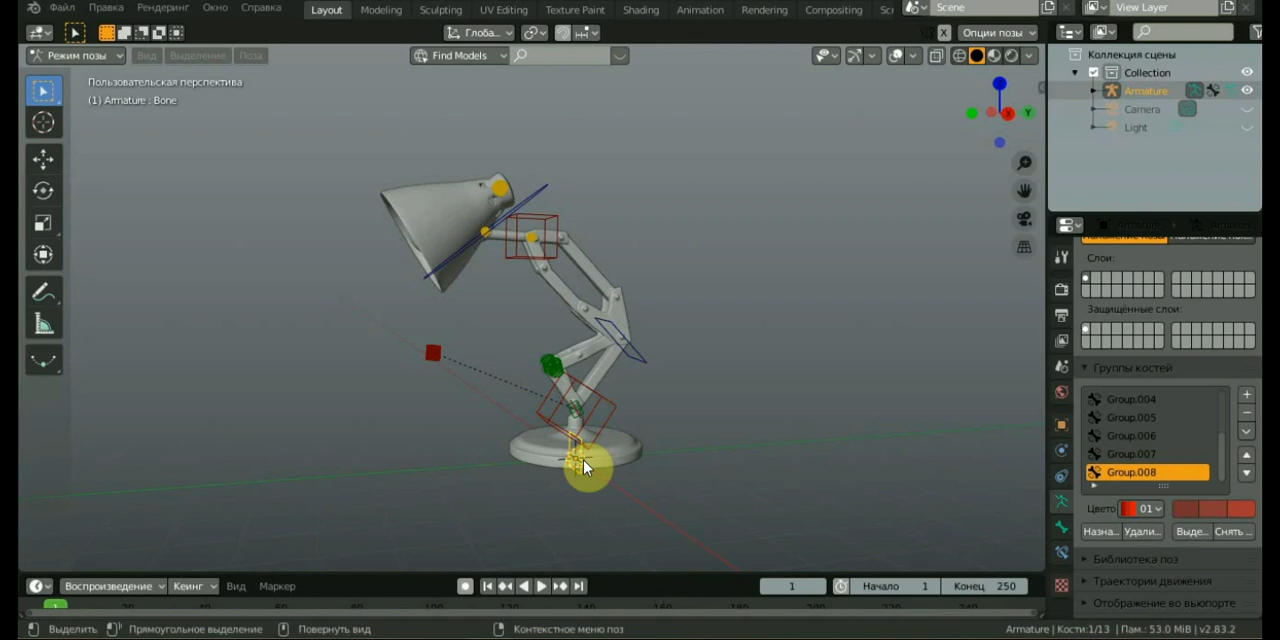 Файл Правка Рендеринг Окно Справка Layout Modeling Sculpting UV Editing Texture Paint Shading Animation Rendering Compositing Scene View Layer
Глоба... Опции позы
Режим позы Вид Выделение Поза Find Models
Пользовательская перспектива
(1) Armature : Bone
Z
X
Y
Коллекция сцены
Collection
Armature
Camera
Light
Слои:
Защищённые слои:
Группы костей
Group.004
Group.005
Group.006
Group.007
Group.008
Цвето 01
Назна... Удали... Выде... Снять ...
Библиотека поз
Траектории движения
Отображение во вьюпорте
Воспроизведение Кеинг Вид Маркер 1 Начало 1 Конец 250
1
Выделить Прямоугольное выделение Повернуть вид Контекстное меню поз Armature | Кости:1/13 | Пам.: 53.0 MiB | v2.83.2